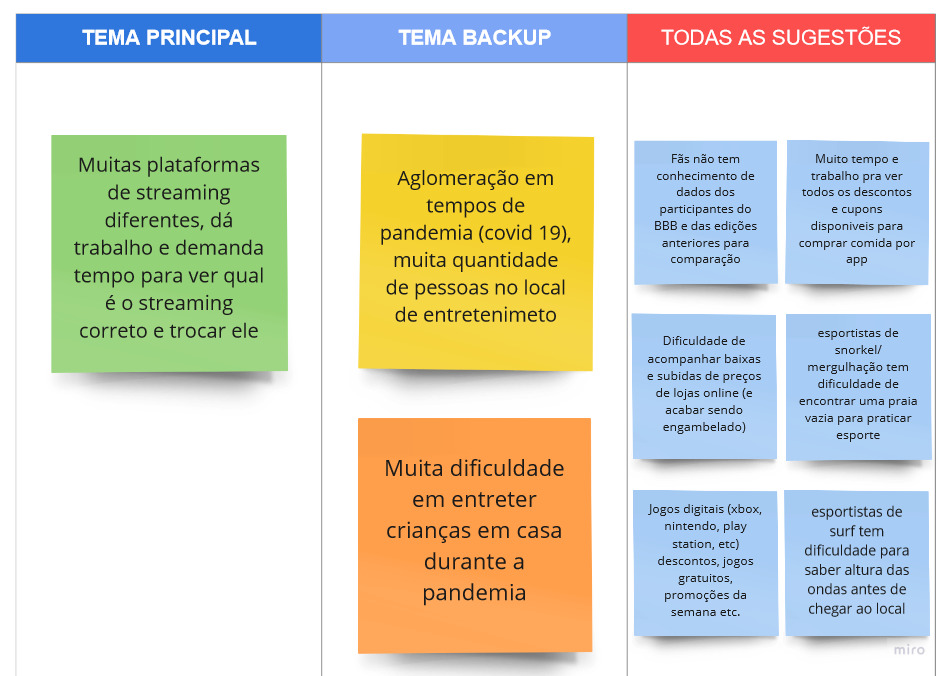 TEMA PRINCIPAL
TEMA BACKUP
TODAS AS SUGESTÕES
Muitas plataformas
de streaming
diferentes, dá
trabalho e demanda
tempo para ver qual
é o streaming
correto e trocar ele
Aglomeração em
tempos de
pandemia (covid 19),
muita quantidade
de pessoas no local
de entretenimeto
Muita dificuldade
em entreter
crianças em casa
durante a
pandemia
Fãs não tem
conhecimento de
dados dos
participantes do
BBB e das edições
anteriores para
comparação
Muito tempo e
trabalho pra ver
todos os descontos
e cupons
disponiveis para
comprar comida por
app
Dificuldade de
acompanhar baixas
e subidas de preços
de lojas online (e
acabar sendo
engambelado)
esportistas de
snorkel/
mergulhação tem
dificuldade de
encontrar uma praia
vazia para praticar
esporte
Jogos digitais (xbox,
nintendo, play
station, etc)
descontos, jogos
gratuitos,
promoções da
semana etc.
esportistas de
surf tem
dificuldade para
saber altura das
ondas antes de
chegar ao local
miro